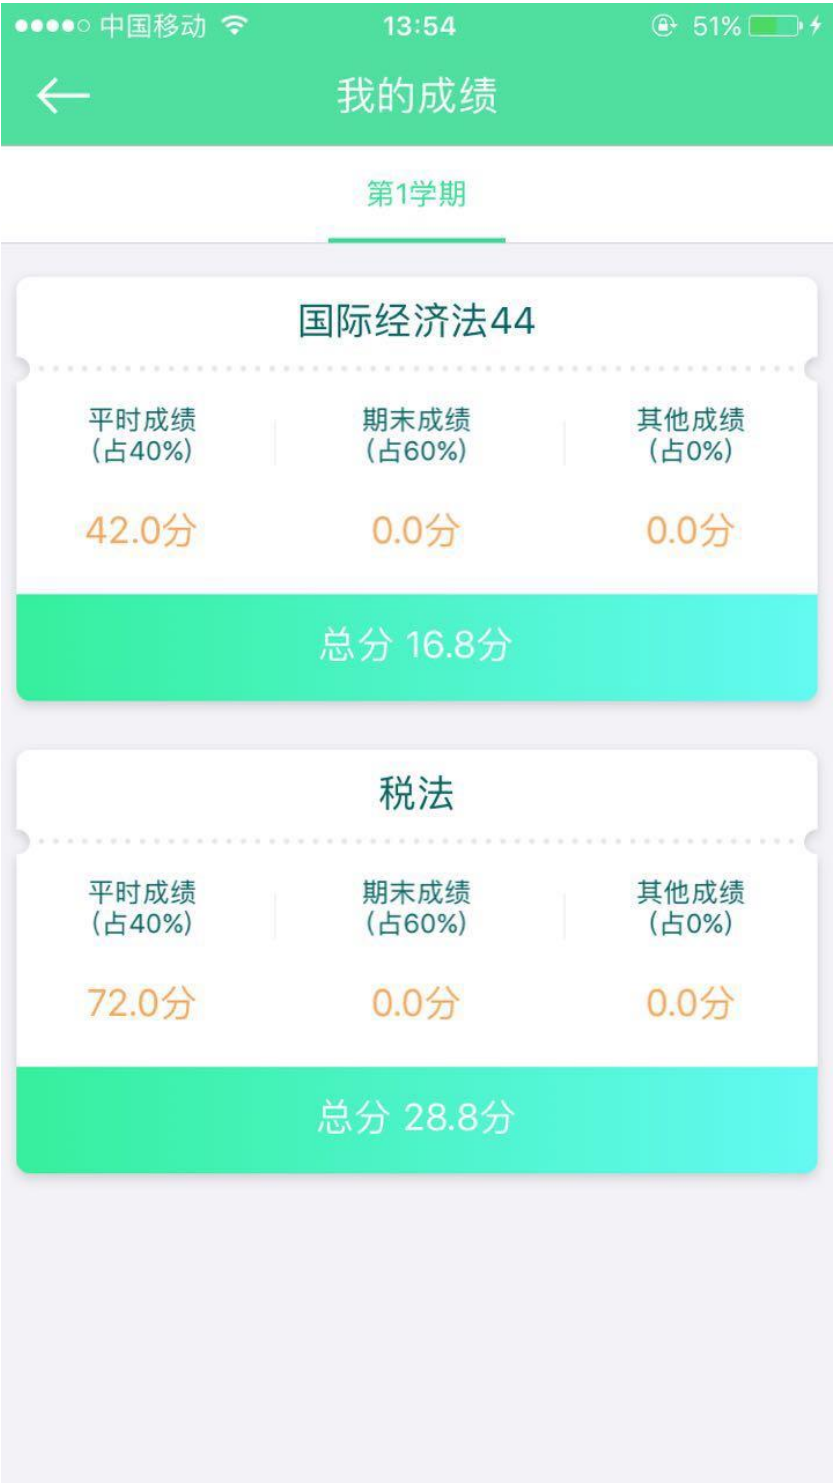 中国移动 13:54 51%
我的成绩
第1学期
国际经济法44
平时成绩 期末成绩 其他成绩
(占40%) (占60%) (占0%)
42.0分 0.0分 0.0分
总分 16.8分
税法
平时成绩 期末成绩 其他成绩
(占40%) (占60%) (占0%)
72.0分 0.0分 0.0分
总分 28.8分